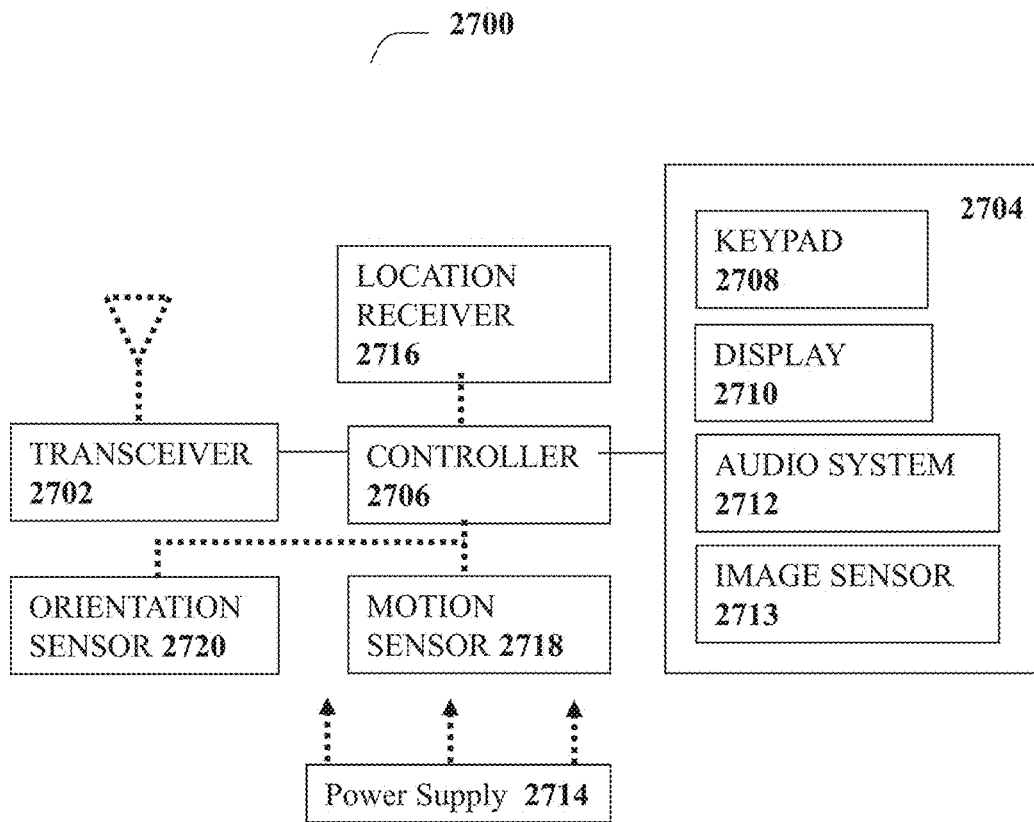 2700
2704
KEYPAD
2708
LOCATION
RECEIVER
2716
DISPLAY
2710
TRANSCEIVER
2702
CONTROLLER
2706
AUDIO SYSTEM
2712
IMAGE SENSOR
2713
ORIENTATION
SENSOR 2720
MOTION
SENSOR 2718
Power Supply 2714